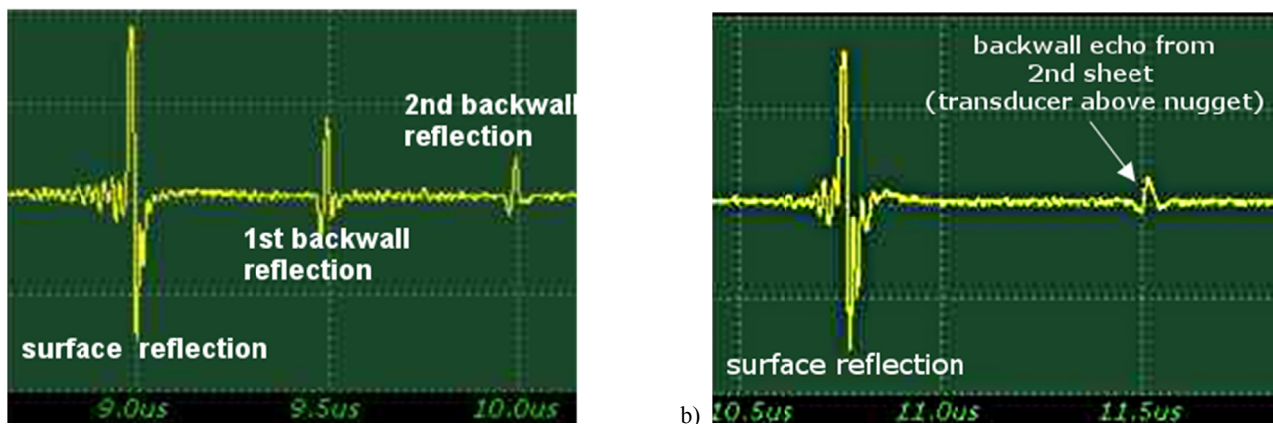 2nd backwall
reflection
1st backwall
reflection
surface reflection
9.0us 9.5us 10.0us
b)
backwall echo from
2nd sheet
(transducer above nugget)
surface reflection
10.5us 11.0us 11.5us